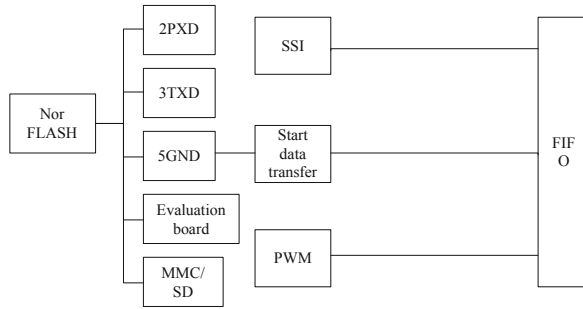 Nor
FLASH
2PXD
3TXD
5GND
Evaluation
board
MMC/
SD
SSI
Start
data
transfer
PWM
FIF
O